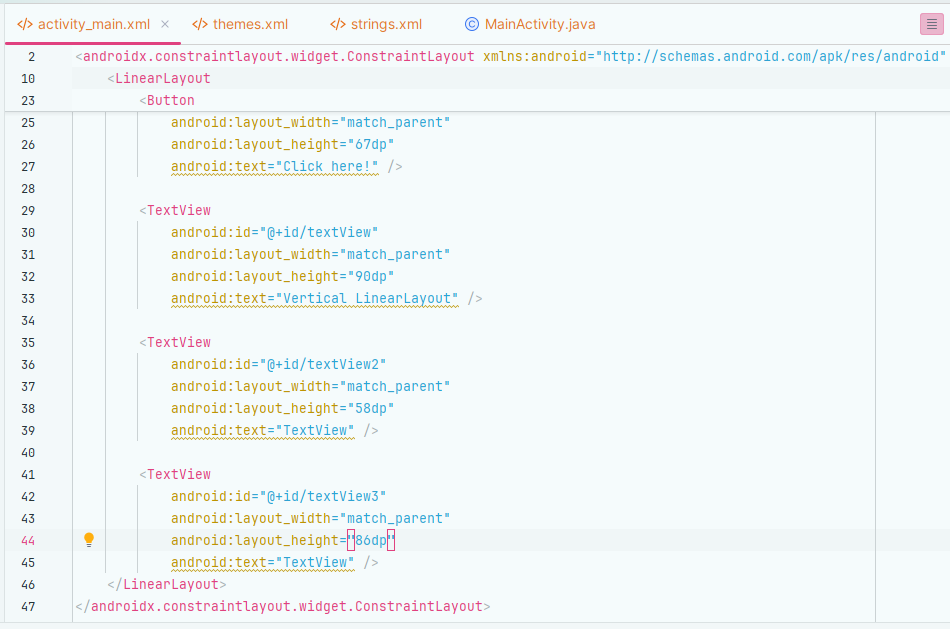 </> activity_main.xml × </> themes.xml </> strings.xml © MainActivity.java
2 <androidx.constraintlayout.widget.ConstraintLayout xmlns:android="http://schemas.android.com/apk/res/android"
10 <LinearLayout
23 <Button
25 android:layout_width="match_parent"
26 android:layout_height="67dp"
27 android:text="Click here!" />
28
29 <TextView
30 android:id="@+id/textView"
31 android:layout_width="match_parent"
32 android:layout_height="90dp"
33 android:text="Vertical LinearLayout" />
34
35 <TextView
36 android:id="@+id/textView2"
37 android:layout_width="match_parent"
38 android:layout_height="58dp"
39 android:text="TextView" />
40
41 <TextView
42 android:id="@+id/textView3"
43 android:layout_width="match_parent"
44 android:layout_height="86dp"
45 android:text="TextView" />
46 </LinearLayout>
47 </androidx.constraintlayout.widget.ConstraintLayout>